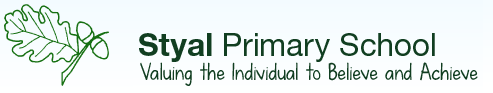 Styal Primary School
Valuing the Individual to Believe and Achieve